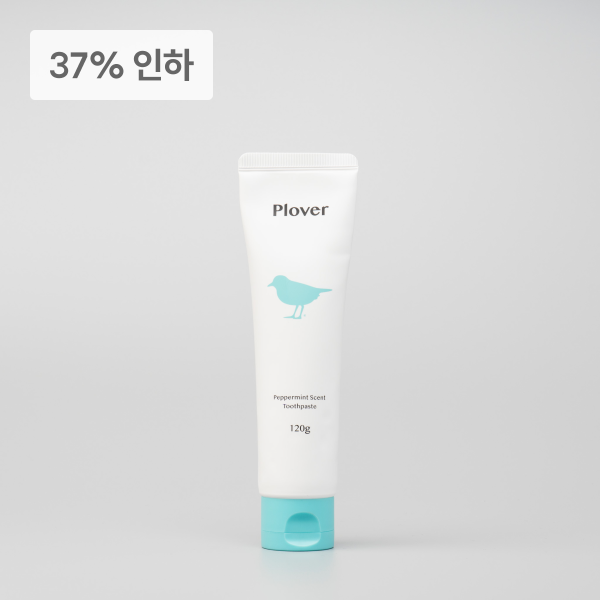 37% 인하
Plover
Peppermint Scent
Toothpaste
120g